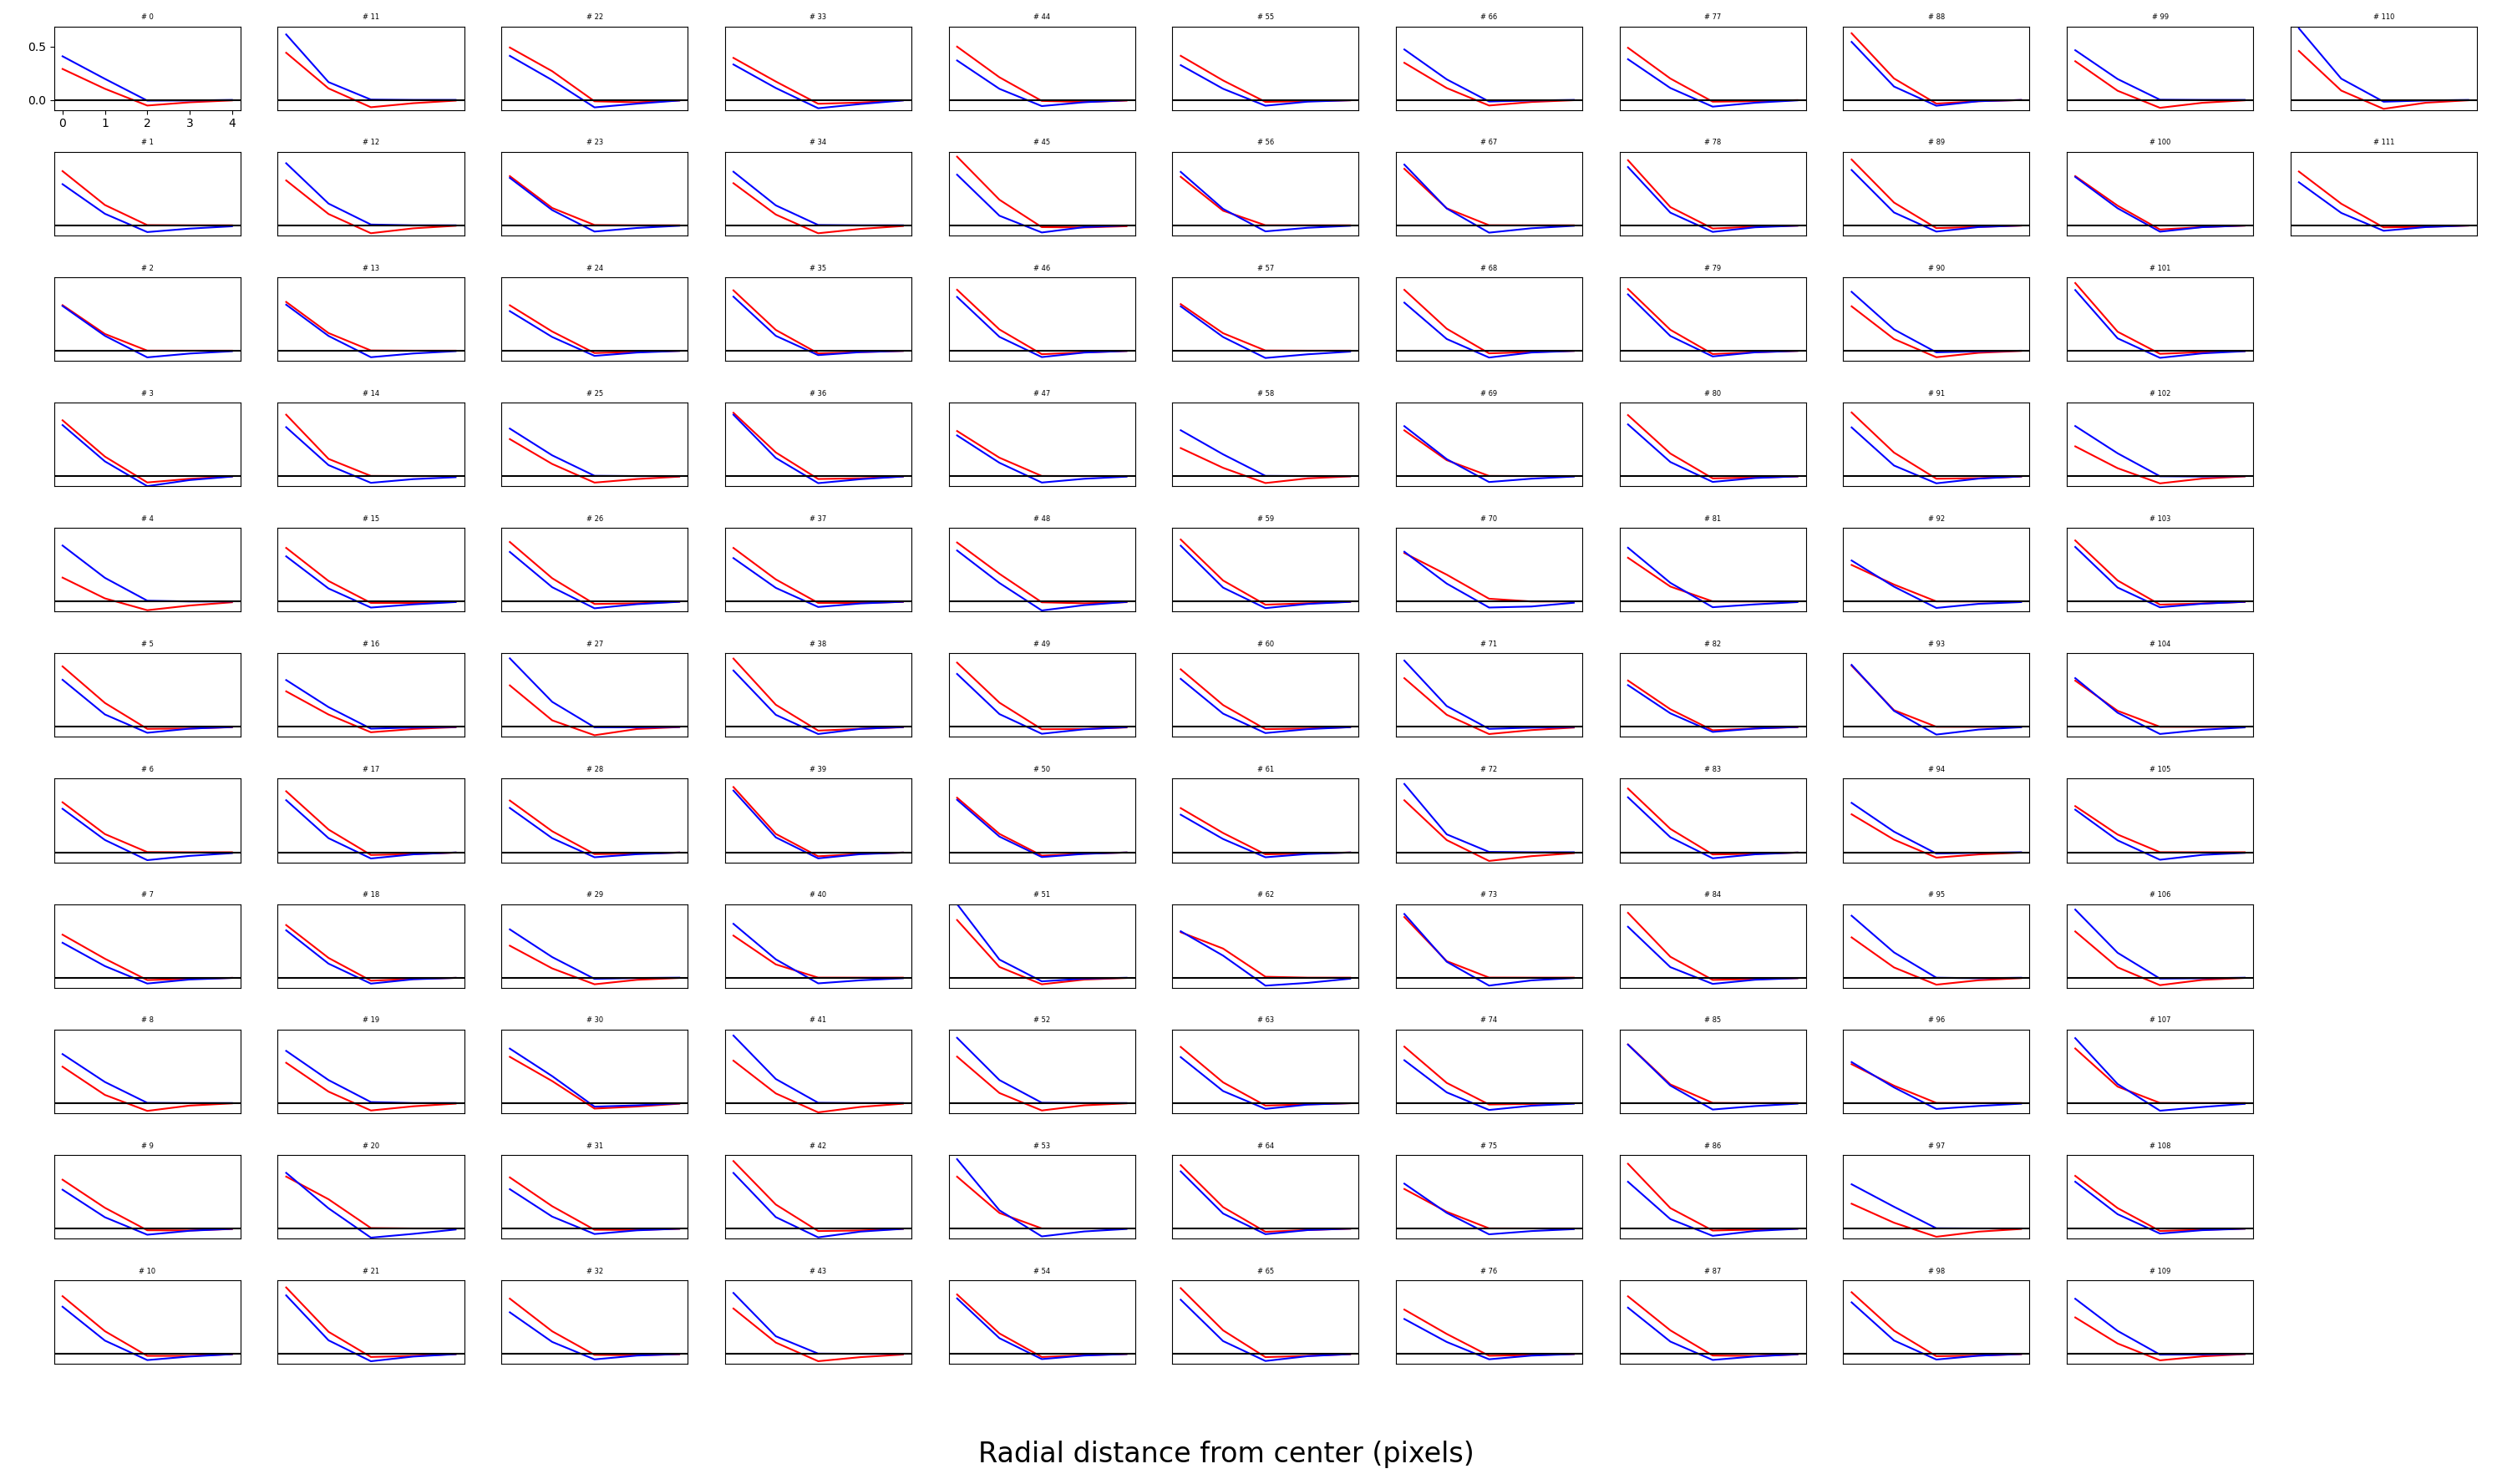 # 0 # 11 # 22 # 33 # 44 # 55 # 66 # 77 # 88 # 99 # 110
0.5
0.0
0 1 2 3 4
# 1 # 12 # 23 # 34 # 45 # 56 # 67 # 78 # 89 # 100 # 111
# 2 # 13 # 24 # 35 # 46 # 57 # 68 # 79 # 90 # 101
# 3 # 14 # 25 # 36 # 47 # 58 # 69 # 80 # 91 # 102
# 4 # 15 # 26 # 37 # 48 # 59 # 70 # 81 # 92 # 103
# 5 # 16 # 27 # 38 # 49 # 60 # 71 # 82 # 93 # 104
# 6 # 17 # 28 # 39 # 50 # 61 # 72 # 83 # 94 # 105
# 7 # 18 # 29 # 40 # 51 # 62 # 73 # 84 # 95 # 106
# 8 # 19 # 30 # 41 # 52 # 63 # 74 # 85 # 96 # 107
# 9 # 20 # 31 # 42 # 53 # 64 # 75 # 86 # 97 # 108
# 10 # 21 # 32 # 43 # 54 # 65 # 76 # 87 # 98 # 109
Radial distance from center (pixels)